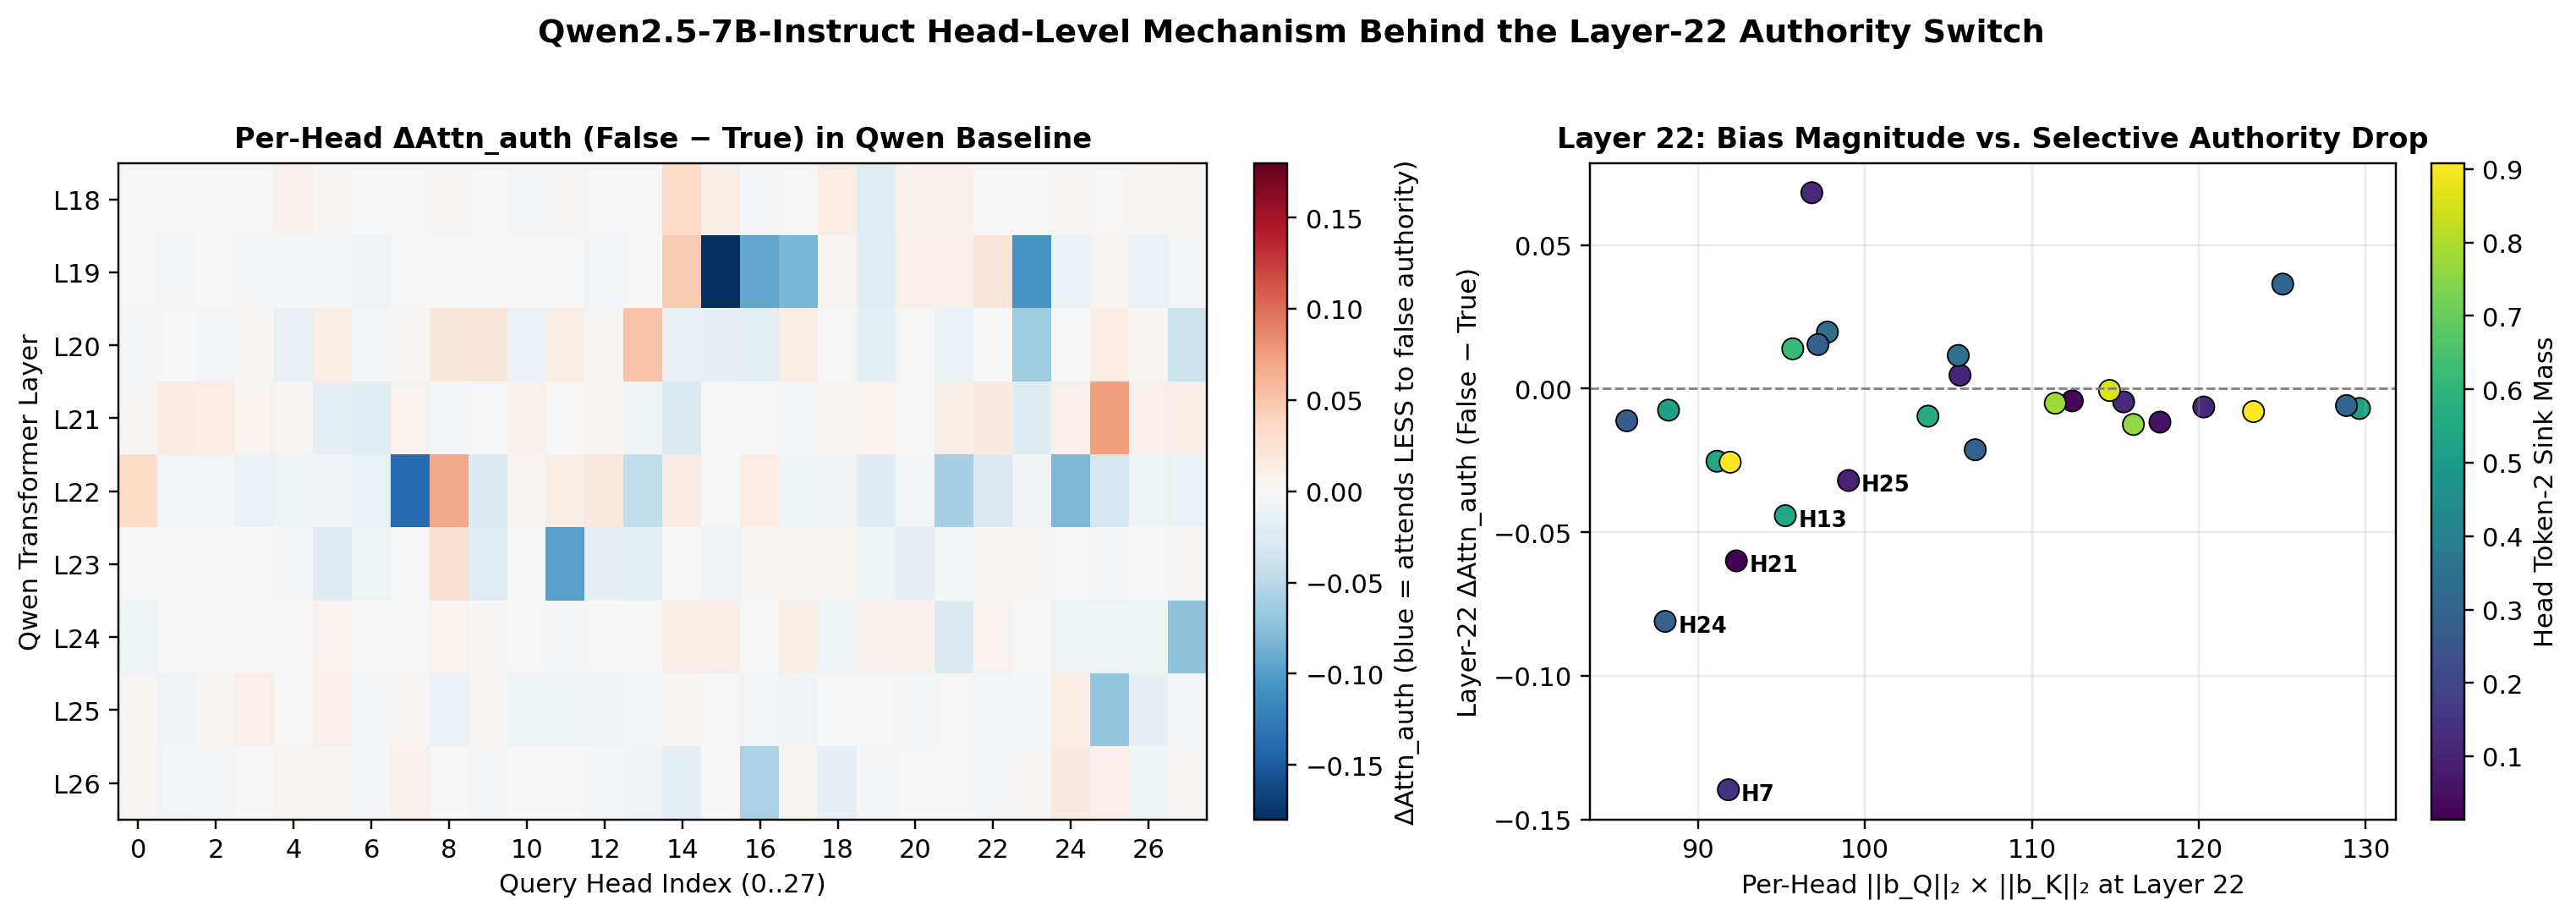 Qwen2.5-7B-Instruct Head-Level Mechanism Behind the Layer-22 Authority Switch
Per-Head ΔAttn_auth (False − True) in Qwen Baseline
Qwen Transformer Layer
L18
L19
L20
L21
L22
L23
L24
L25
L26
0 2 4 6 8 10 12 14 16 18 20 22 24 26
Query Head Index (0..27)
0.15
0.10
0.05
0.00
−0.05
−0.10
−0.15
ΔAttn_auth (blue = attends LESS to false authority)
Layer 22: Bias Magnitude vs. Selective Authority Drop
Layer-22 ΔAttn_auth (False − True)
0.05
0.00
−0.05
−0.10
−0.15
H25
H13
H21
H24
H7
90 100 110 120 130
Per-Head ||b_Q||₂ × ||b_K||₂ at Layer 22
0.9
0.8
0.7
0.6
0.5
0.4
0.3
0.2
0.1
Head Token-2 Sink Mass